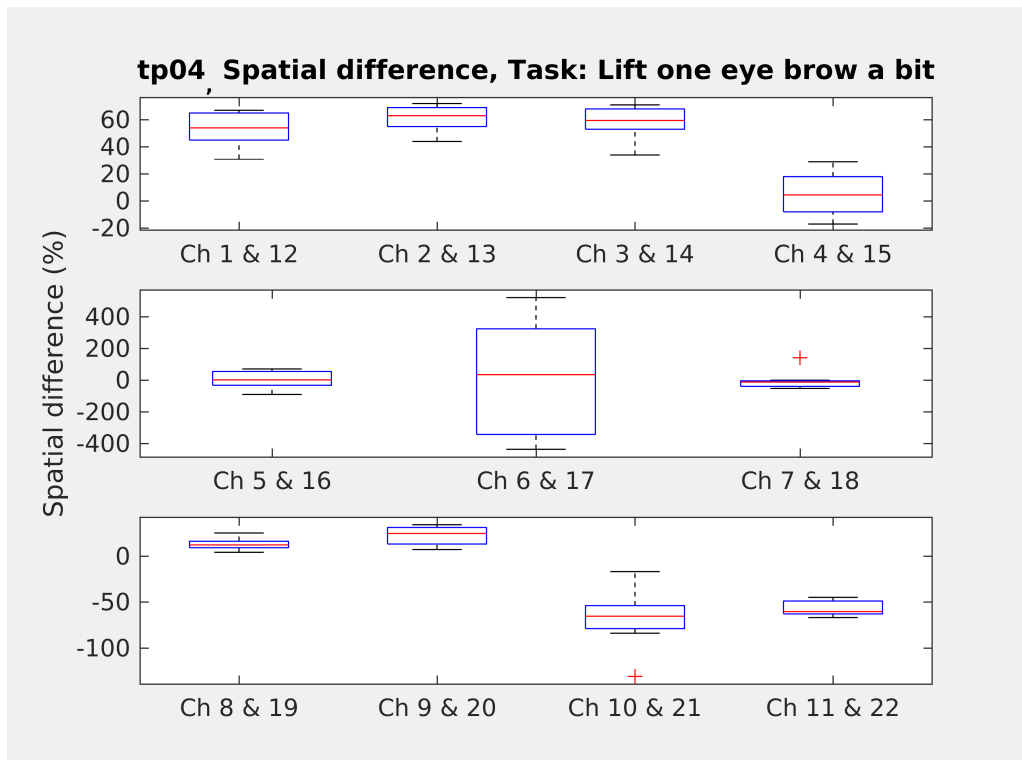 tp04, Spatial difference, Task: Lift one eye brow a bit
60
40
20
0
-20
Ch 1 & 12 Ch 2 & 13 Ch 3 & 14 Ch 4 & 15
Spatial difference (%)
400
200
0
-200
-400
Ch 5 & 16 Ch 6 & 17 Ch 7 & 18
0
-50
-100
Ch 8 & 19 Ch 9 & 20 Ch 10 & 21 Ch 11 & 22